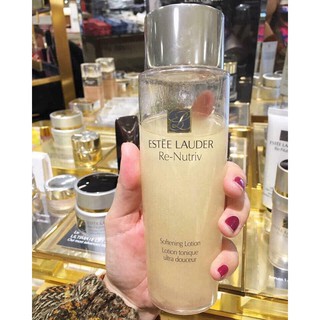 ESTĒE LAUDER
Re-Nutriv
Softening Lotion
Lotion tonique
ultra douceur